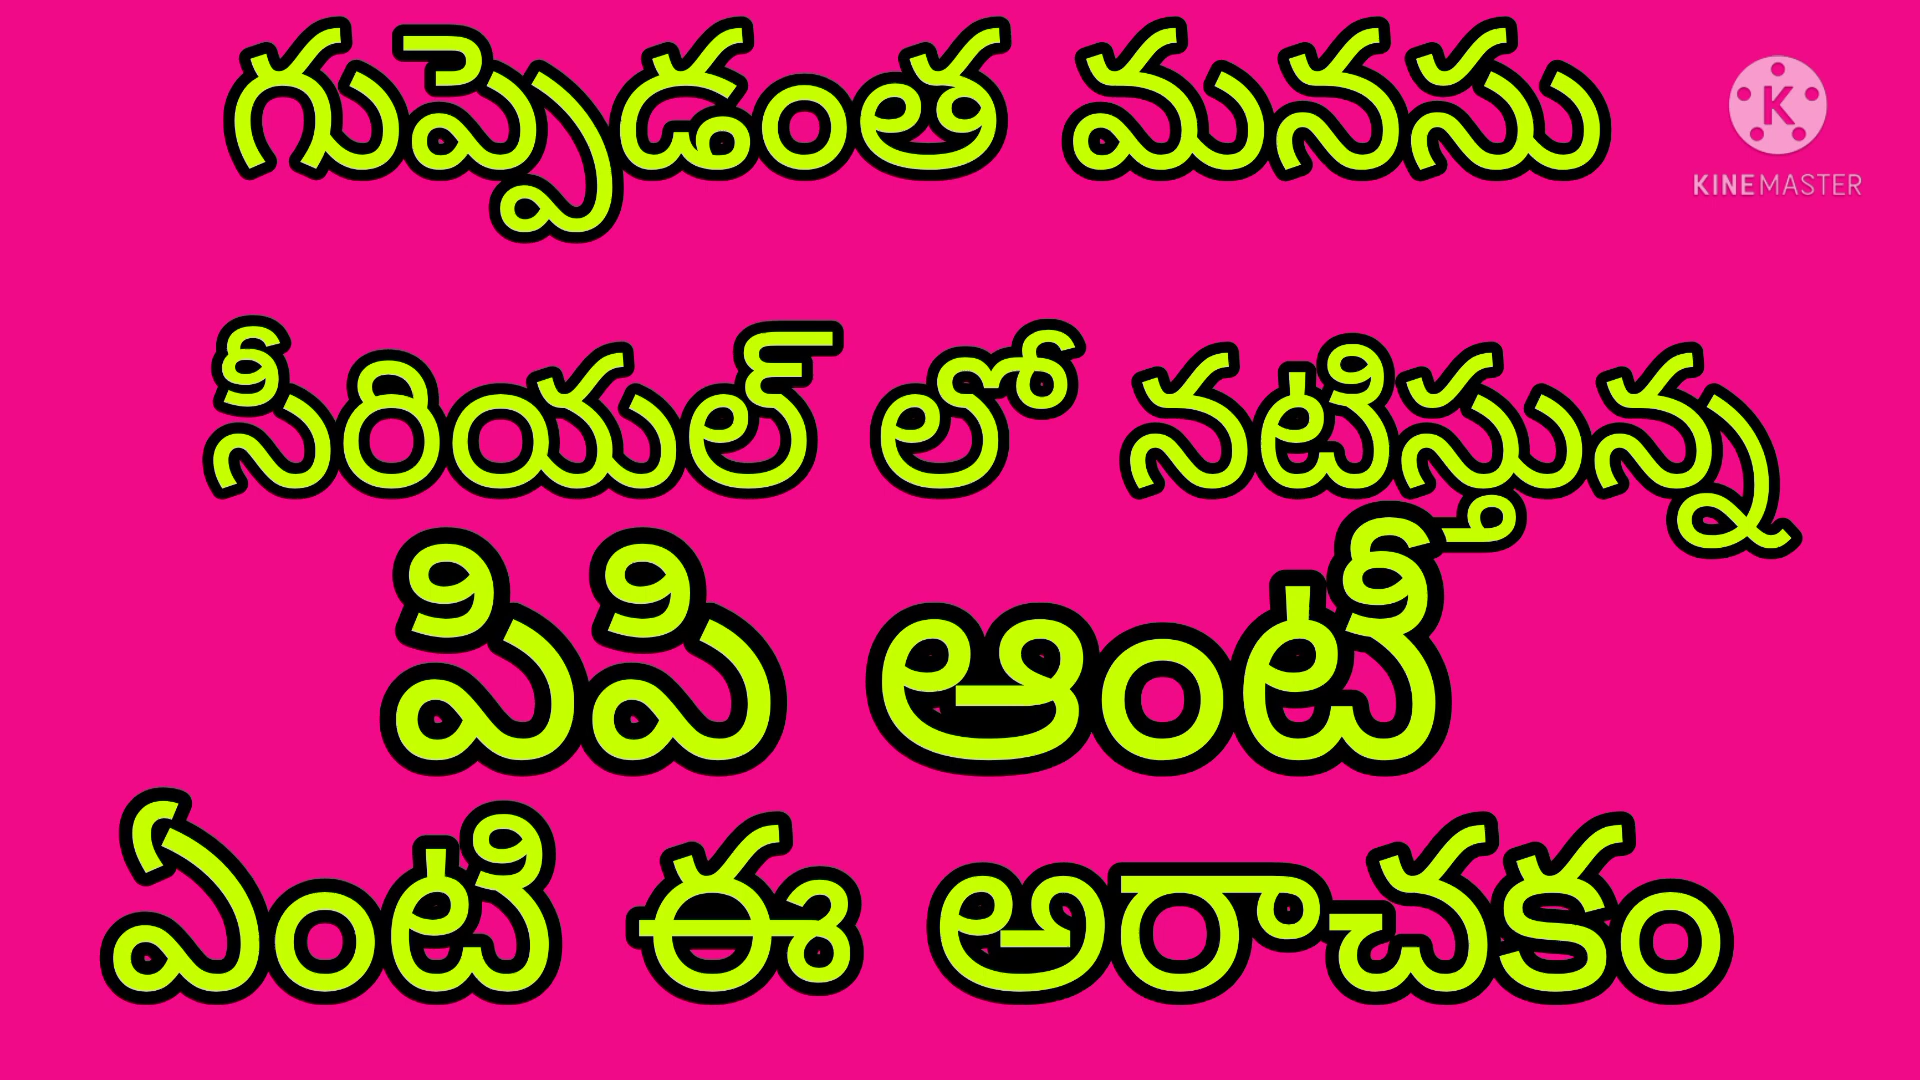 గుప్పెడంత మనసు
K
KINEMASTER
సీరియల్ లో నటిస్తున్న
పిపి ఆంటీ
ఏంటి ఈ అరాచకం